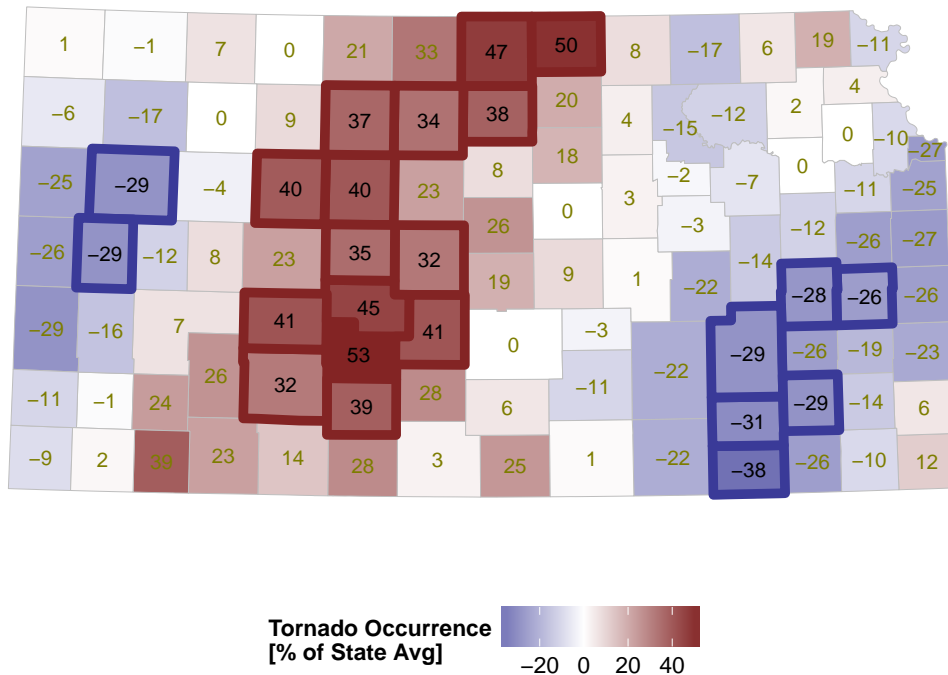 1 −1 7 0 21 33 47 50 8 −17 6 19 −11
−6 −17 0 9 37 34 38 20 4 −15 −12 2 4 0 −10 −27
−25 −29 −4 40 40 23 8 18 3 −2 −7 0 −11 −25
−26 −29 −12 8 23 35 32 26 0 −3 −14 −12 −26 −27
−29 −16 7 41 45 41 19 9 1 −22 −28 −26 −26
26 53 0 −3 −22 −29 −26 −19 −23
−11 −1 24 32 39 28 6 −11 −31 −29 −14 6
−9 2 39 23 14 28 3 25 1 −22 −38 −26 −10 12
Tornado Occurrence
[% of State Avg]
−20 0 20 40